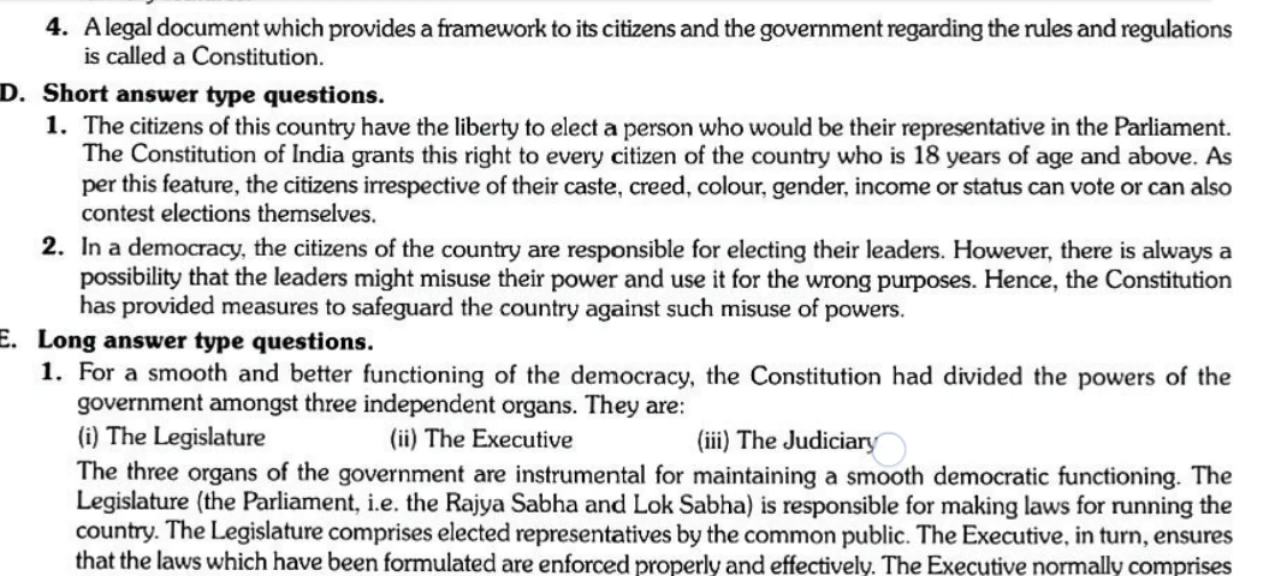 4. A legal document which provides a framework to its citizens and the government regarding the rules and regulations
is called a Constitution.
D. Short answer type questions.
1. The citizens of this country have the liberty to elect a person who would be their representative in the Parliament.
The Constitution of India grants this right to every citizen of the country who is 18 years of age and above. As
per this feature, the citizens irrespective of their caste, creed, colour, gender, income or status can vote or can also
contest elections themselves.
2. In a democracy, the citizens of the country are responsible for electing their leaders. However, there is always a
possibility that the leaders might misuse their power and use it for the wrong purposes. Hence, the Constitution
has provided measures to safeguard the country against such misuse of powers.
E. Long answer type questions.
1. For a smooth and better functioning of the democracy, the Constitution had divided the powers of the
government amongst three independent organs. They are:
(i) The Legislature (ii) The Executive (iii) The Judiciary
The three organs of the government are instrumental for maintaining a smooth democratic functioning. The
Legislature (the Parliament, i.e. the Rajya Sabha and Lok Sabha) is responsible for making laws for running the
country. The Legislature comprises elected representatives by the common public. The Executive, in turn, ensures
that the laws which have been formulated are enforced properly and effectively. The Executive normally comprises